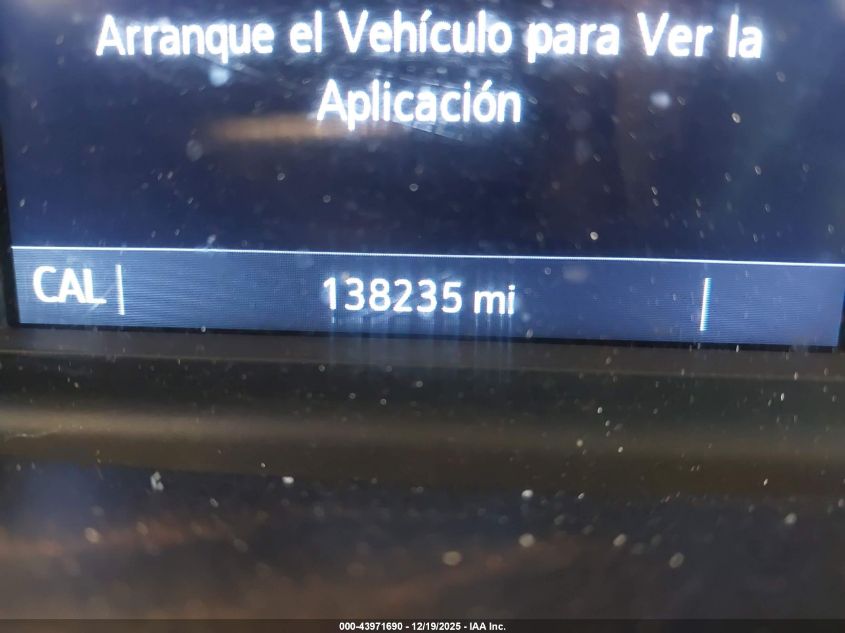 Arranque el Vehículo para Ver la
Aplicación
CAL
138235 mi
000-43971690 - 12/19/2025 - IAA Inc.